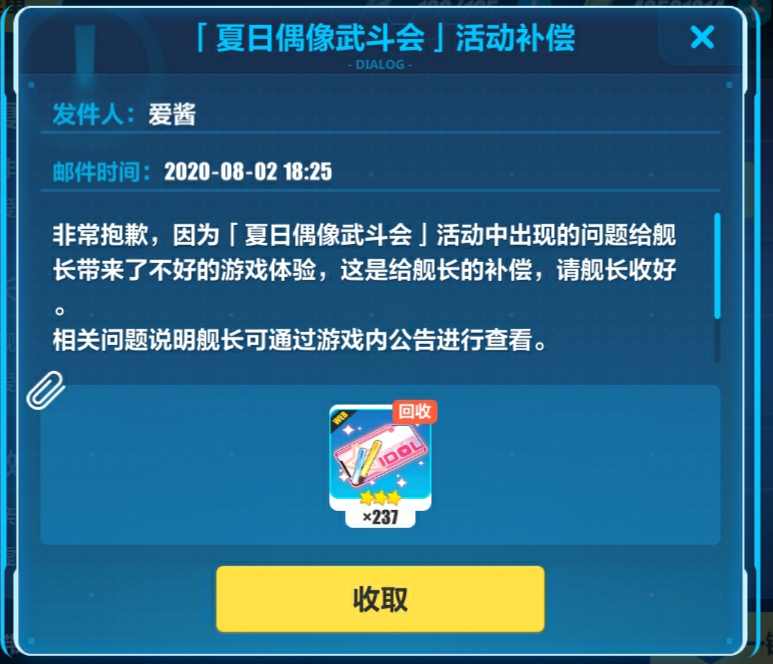 「夏日偶像武斗会」活动补偿
- DIALOG -
发件人：爱酱
邮件时间：2020-08-02 18:25
非常抱歉，因为「夏日偶像武斗会」活动中出现的问题给舰
长带来了不好的游戏体验，这是给舰长的补偿，请舰长收好
。
相关问题说明舰长可通过游戏内公告进行查看。
回收
WEB
IDOL
×237
收取